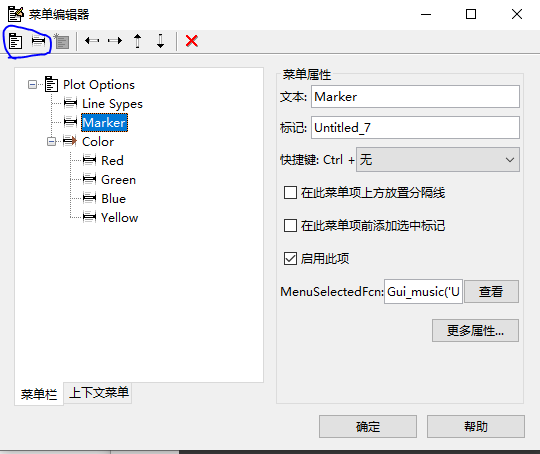 菜单编辑器
Plot Options
Line Sypes
Marker
Color
Red
Green
Blue
Yellow
菜单栏
上下文菜单
菜单属性
文本: Marker
标记: Untitled_7
快捷键: Ctrl + 无
在此菜单项上方放置分隔线
在此菜单项前添加选中标记
启用此项
MenuSelectedFcn: Gui_music('U 查看
更多属性...
确定
帮助